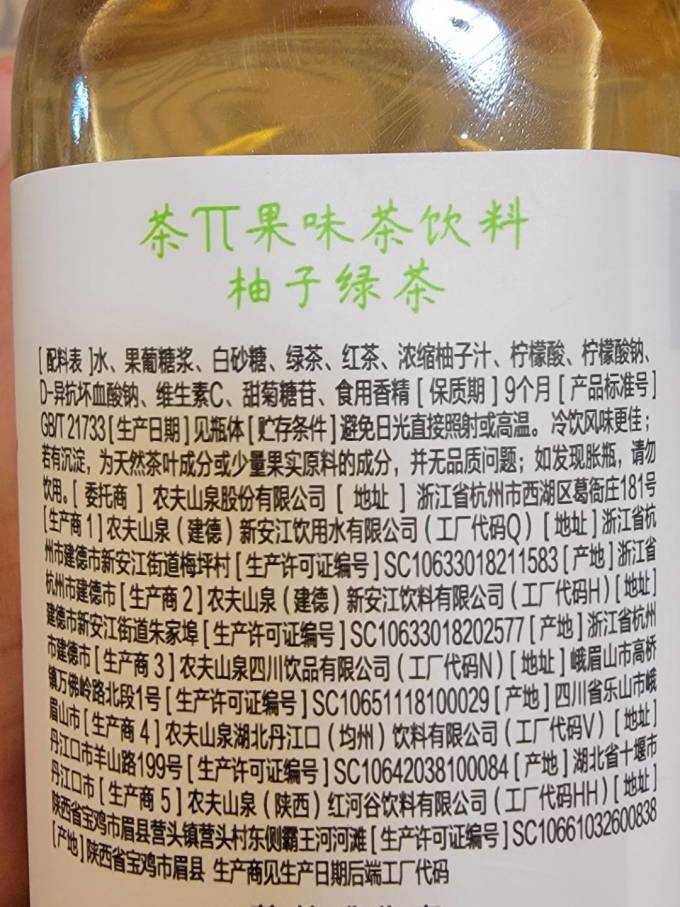 茶π果味茶饮料
柚子绿茶
[配料表]水、果葡糖浆、白砂糖、绿茶、红茶、浓缩柚子汁、柠檬酸、柠檬酸钠、
D-异抗坏血酸钠、维生素C、甜菊糖苷、食用香精[保质期]9个月[产品标准号]
GB/T 21733[生产日期]见瓶体[贮存条件]避免日光直接照射或高温。冷饮风味更佳；
若有沉淀，为天然茶叶成分或少量果实原料的成分，并无品质问题；如发现胀瓶，请勿
饮用。[委托商]农夫山泉股份有限公司[地址]浙江省杭州市西湖区葛衙庄181号
[生产商1]农夫山泉（建德）新安江饮用水有限公司（工厂代码Q）[地址]浙江省杭
州市建德市新安江街道梅坪村[生产许可证编号]SC10633018211583[产地]浙江省
杭州市建德市[生产商2]农夫山泉（建德）新安江饮料有限公司（工厂代码H）[地址]
建德市新安江街道朱家埠[生产许可证编号]SC10633018202577[产地]浙江省杭州
市建德市[生产商3]农夫山泉四川饮品有限公司（工厂代码N）[地址]峨眉山市高桥
镇万佛岭路北段1号[生产许可证编号]SC10651118100029[产地]四川省乐山市峨
眉山市[生产商4]农夫山泉湖北丹江口（均州）饮料有限公司（工厂代码V）[地址]
丹江口市羊山路199号[生产许可证编号]SC10642038100084[产地]湖北省十堰市
丹江口市[生产商5]农夫山泉（陕西）红河谷饮料有限公司（工厂代码HH）[地址]
陕西省宝鸡市眉县营头镇营头村东侧霸王河河滩[生产许可证编号]SC10661032600838
[产地]陕西省宝鸡市眉县 生产商见生产日期后端工厂代码